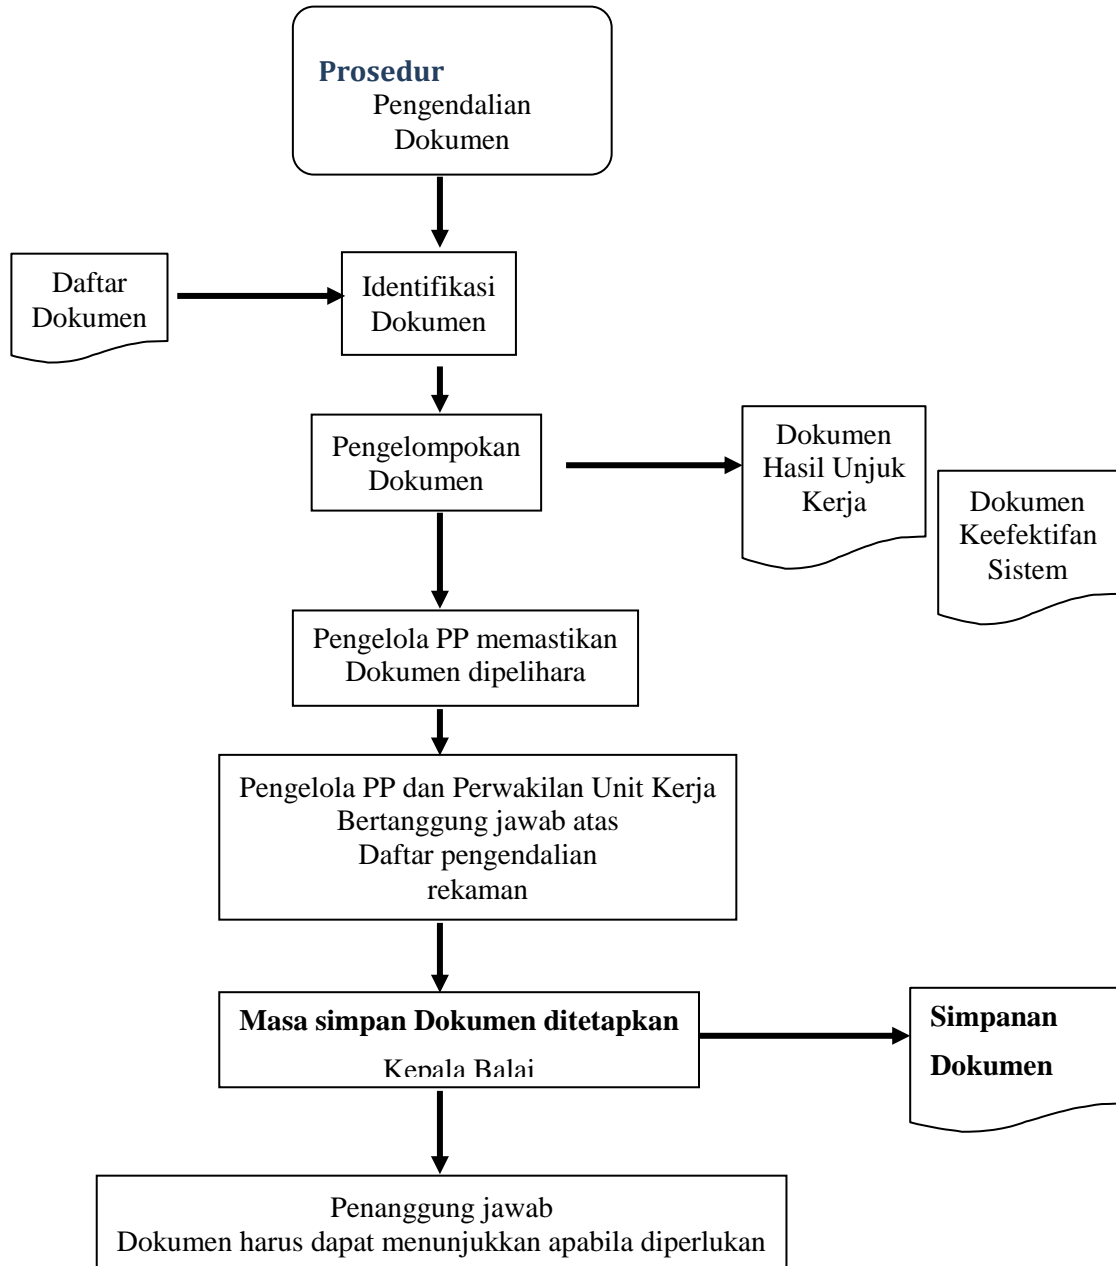 Prosedur
Pengendalian
Dokumen
Daftar
Dokumen
Identifikasi
Dokumen
Pengelompokan
Dokumen
Dokumen
Hasil Unjuk
Kerja
Dokumen
Keefektifan
Sistem
Pengelola PP memastikan
Dokumen dipelihara
Pengelola PP dan Perwakilan Unit Kerja
Bertanggung jawab atas
Daftar pengendalian
rekaman
Masa simpan Dokumen ditetapkan
Kepala Balai
Simpanan
Dokumen
Penanggung jawab
Dokumen harus dapat menunjukkan apabila diperlukan